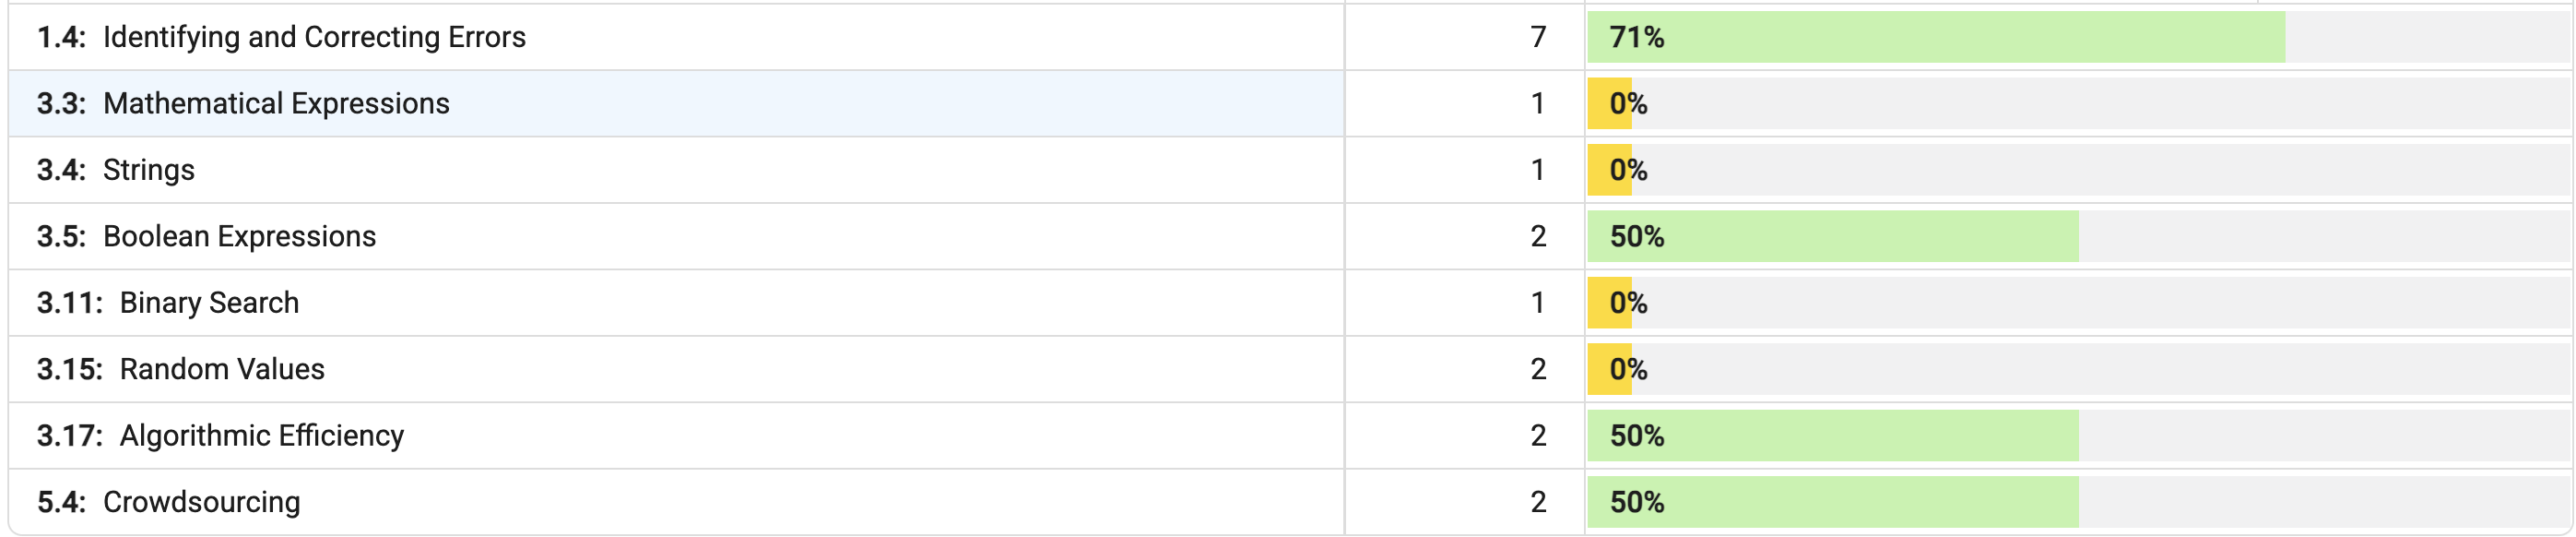 1.4: Identifying and Correcting Errors 7 71%
3.3: Mathematical Expressions 1 0%
3.4: Strings 1 0%
3.5: Boolean Expressions 2 50%
3.11: Binary Search 1 0%
3.15: Random Values 2 0%
3.17: Algorithmic Efficiency 2 50%
5.4: Crowdsourcing 2 50%